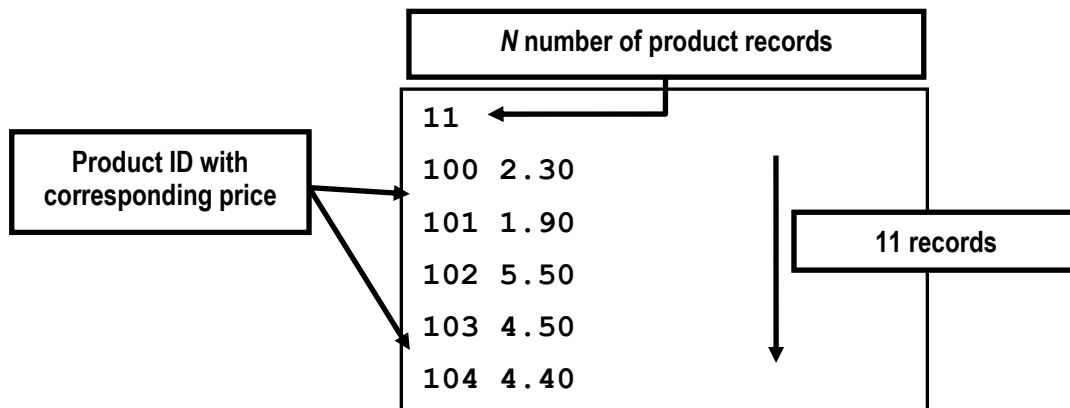 N number of product records
11
Product ID with
corresponding price
100 2.30
101 1.90
102 5.50
103 4.50
104 4.40
11 records